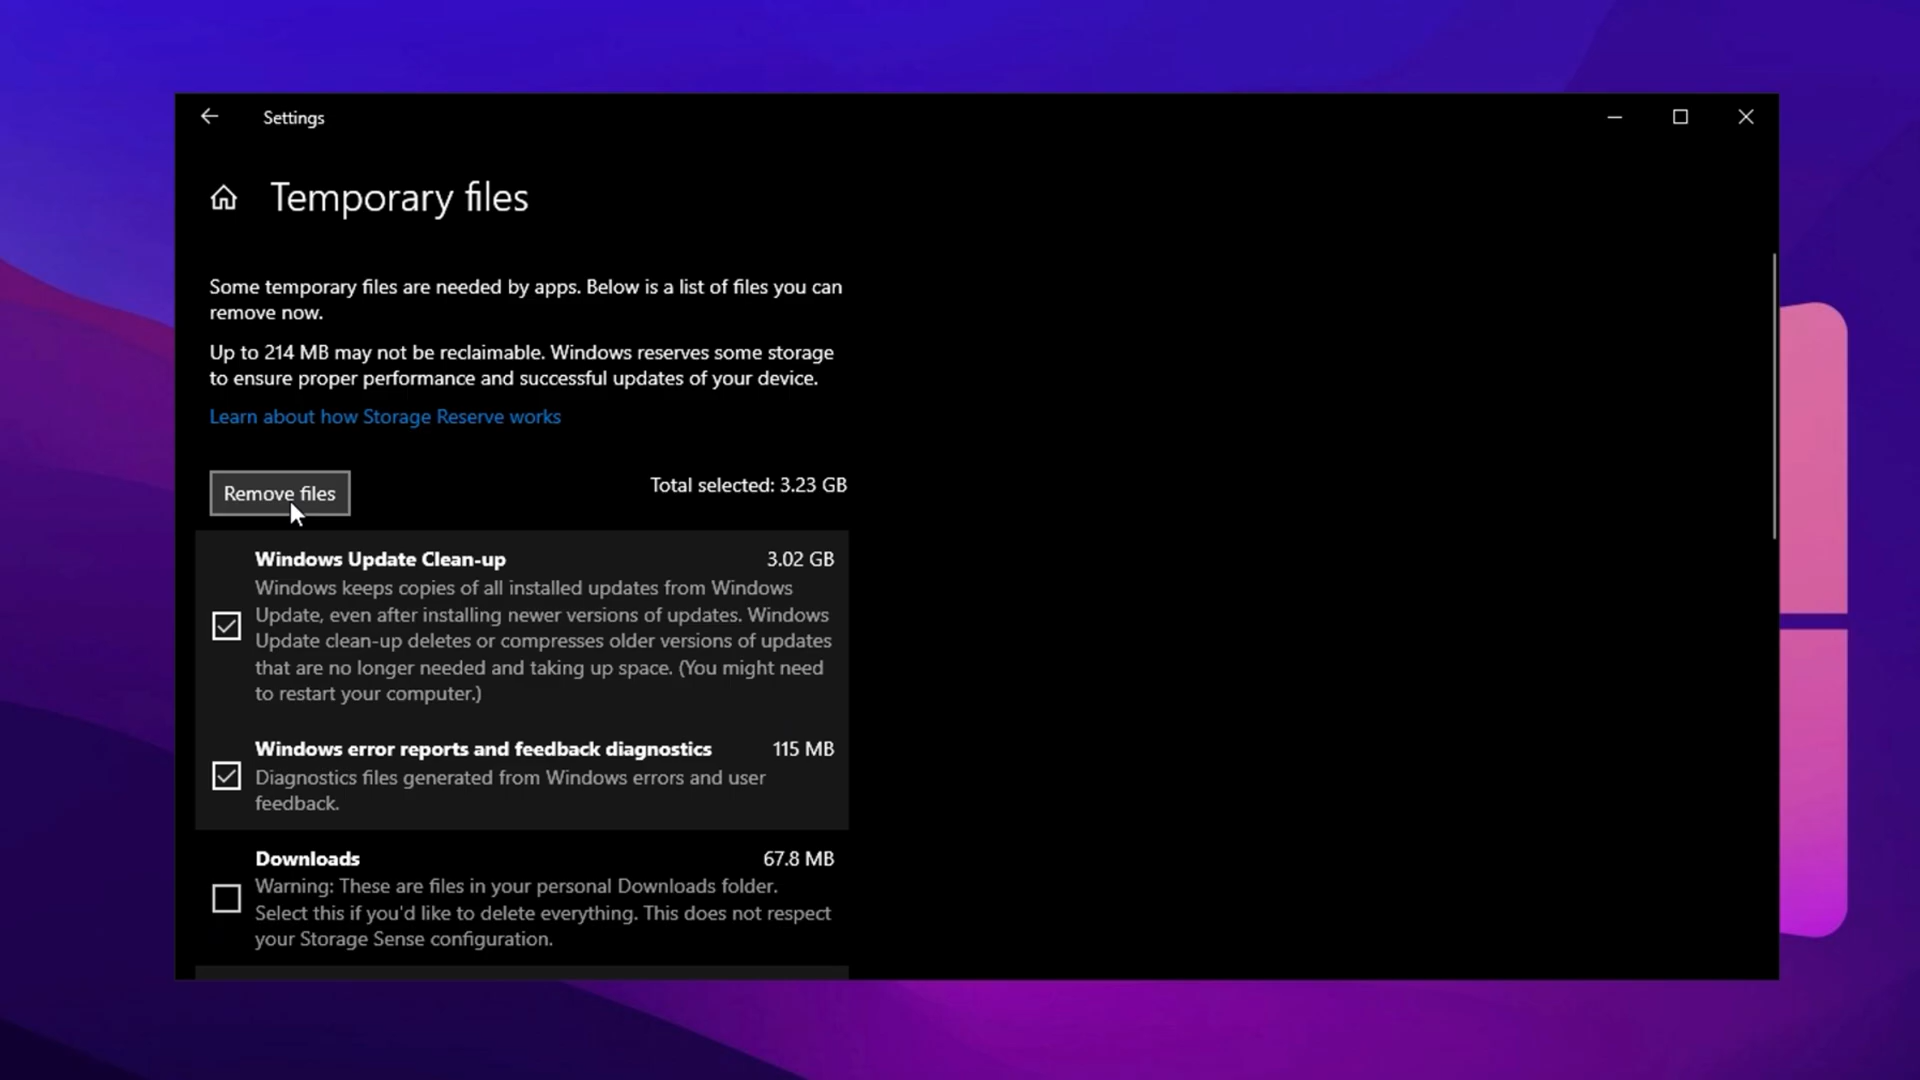 Settings
Temporary files
Some temporary files are needed by apps. Below is a list of files you can
remove now.
Up to 214 MB may not be reclaimable. Windows reserves some storage
to ensure proper performance and successful updates of your device.
Learn about how Storage Reserve works
Remove files
Total selected: 3.23 GB
Windows Update Clean-up 3.02 GB
Windows keeps copies of all installed updates from Windows
Update, even after installing newer versions of updates. Windows
Update clean-up deletes or compresses older versions of updates
that are no longer needed and taking up space. (You might need
to restart your computer.)
Windows error reports and feedback diagnostics 115 MB
Diagnostics files generated from Windows errors and user
feedback.
Downloads 67.8 MB
Warning: These are files in your personal Downloads folder.
Select this if you'd like to delete everything. This does not respect
your Storage Sense configuration.